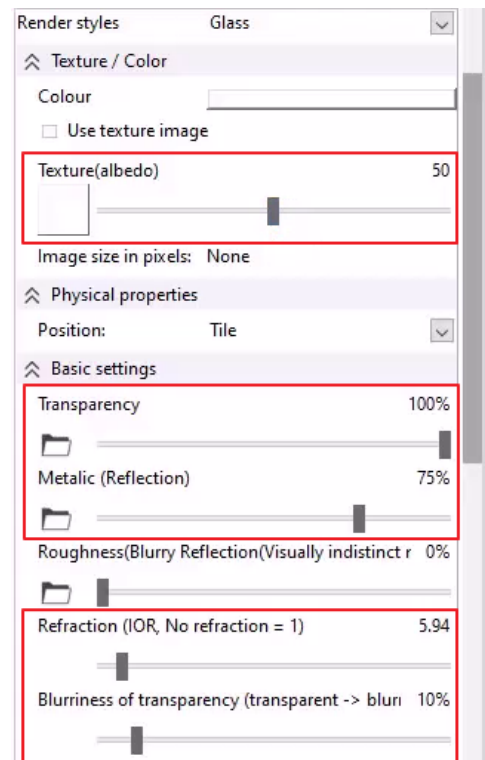 Render styles Glass
Texture / Color
Colour
Use texture image
Texture(albedo) 50
Image size in pixels: None
Physical properties
Position: Tile
Basic settings
Transparency 100%
Metalic (Reflection) 75%
Roughness(Blurry Reflection(Visually indistinct r 0%
Refraction (IOR, No refraction = 1) 5.94
Blurriness of transparency (transparent -> blurr 10%